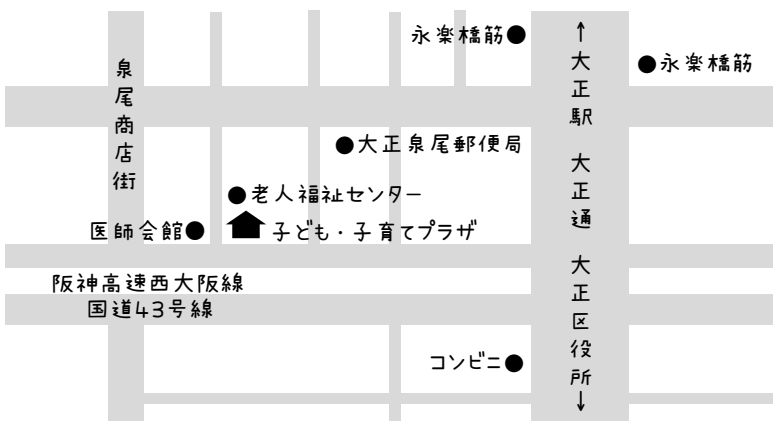 永楽橋筋●
●永楽橋筋
泉尾商店街
↑大正駅 大正通 大正区役所↓
●大正泉尾郵便局
●老人福祉センター
医師会館●
子ども・子育てプラザ
阪神高速西大阪線
国道43号線
コンビニ●